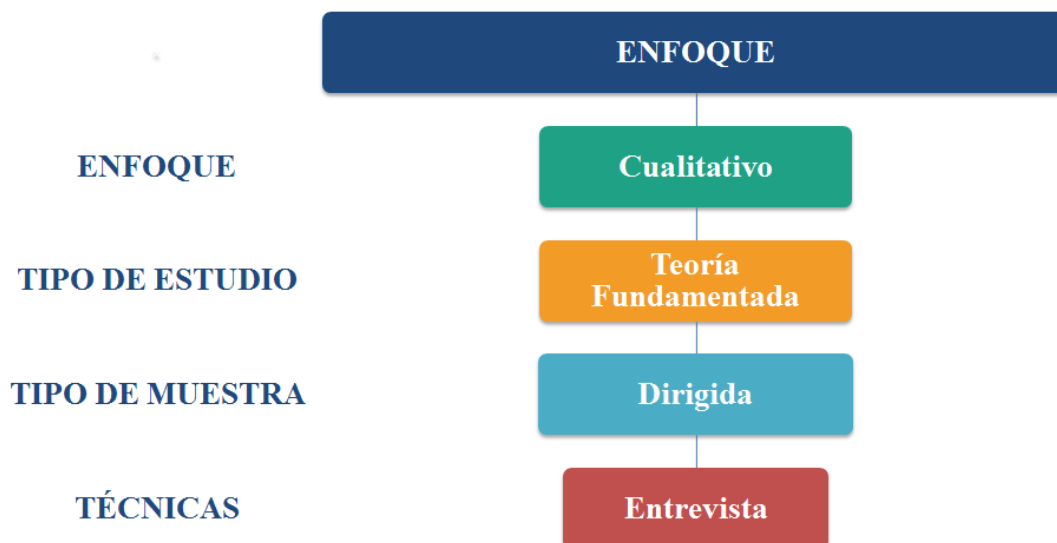 ENFOQUE
ENFOQUE
Cualitativo
TIPO DE ESTUDIO
Teoría
Fundamentada
TIPO DE MUESTRA
Dirigida
TÉCNICAS
Entrevista